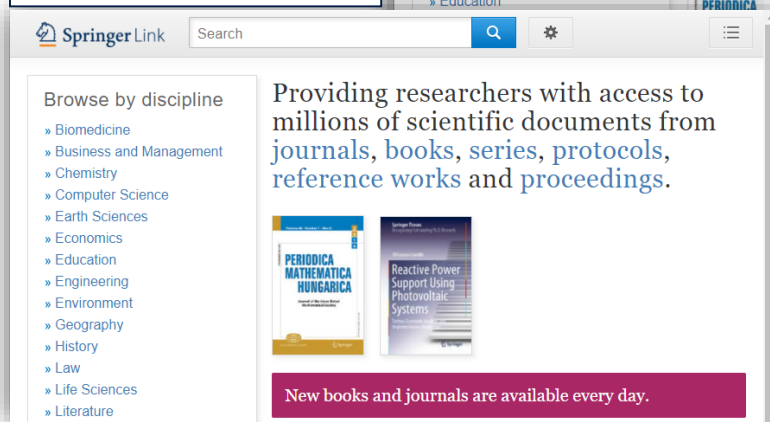 » Education
PERIODICA
Springer Link
Search
Browse by discipline
» Biomedicine
» Business and Management
» Chemistry
» Computer Science
» Earth Sciences
» Economics
» Education
» Engineering
» Environment
» Geography
» History
» Law
» Life Sciences
» Literature
Providing researchers with access to
millions of scientific documents from
journals, books, series, protocols,
reference works and proceedings.
PERIODICA
MATHEMATICA
HUNGARICA
Springer
Springer Theses
Reactive Power
Support Using
Photovoltaic
Systems
Springer
New books and journals are available every day.